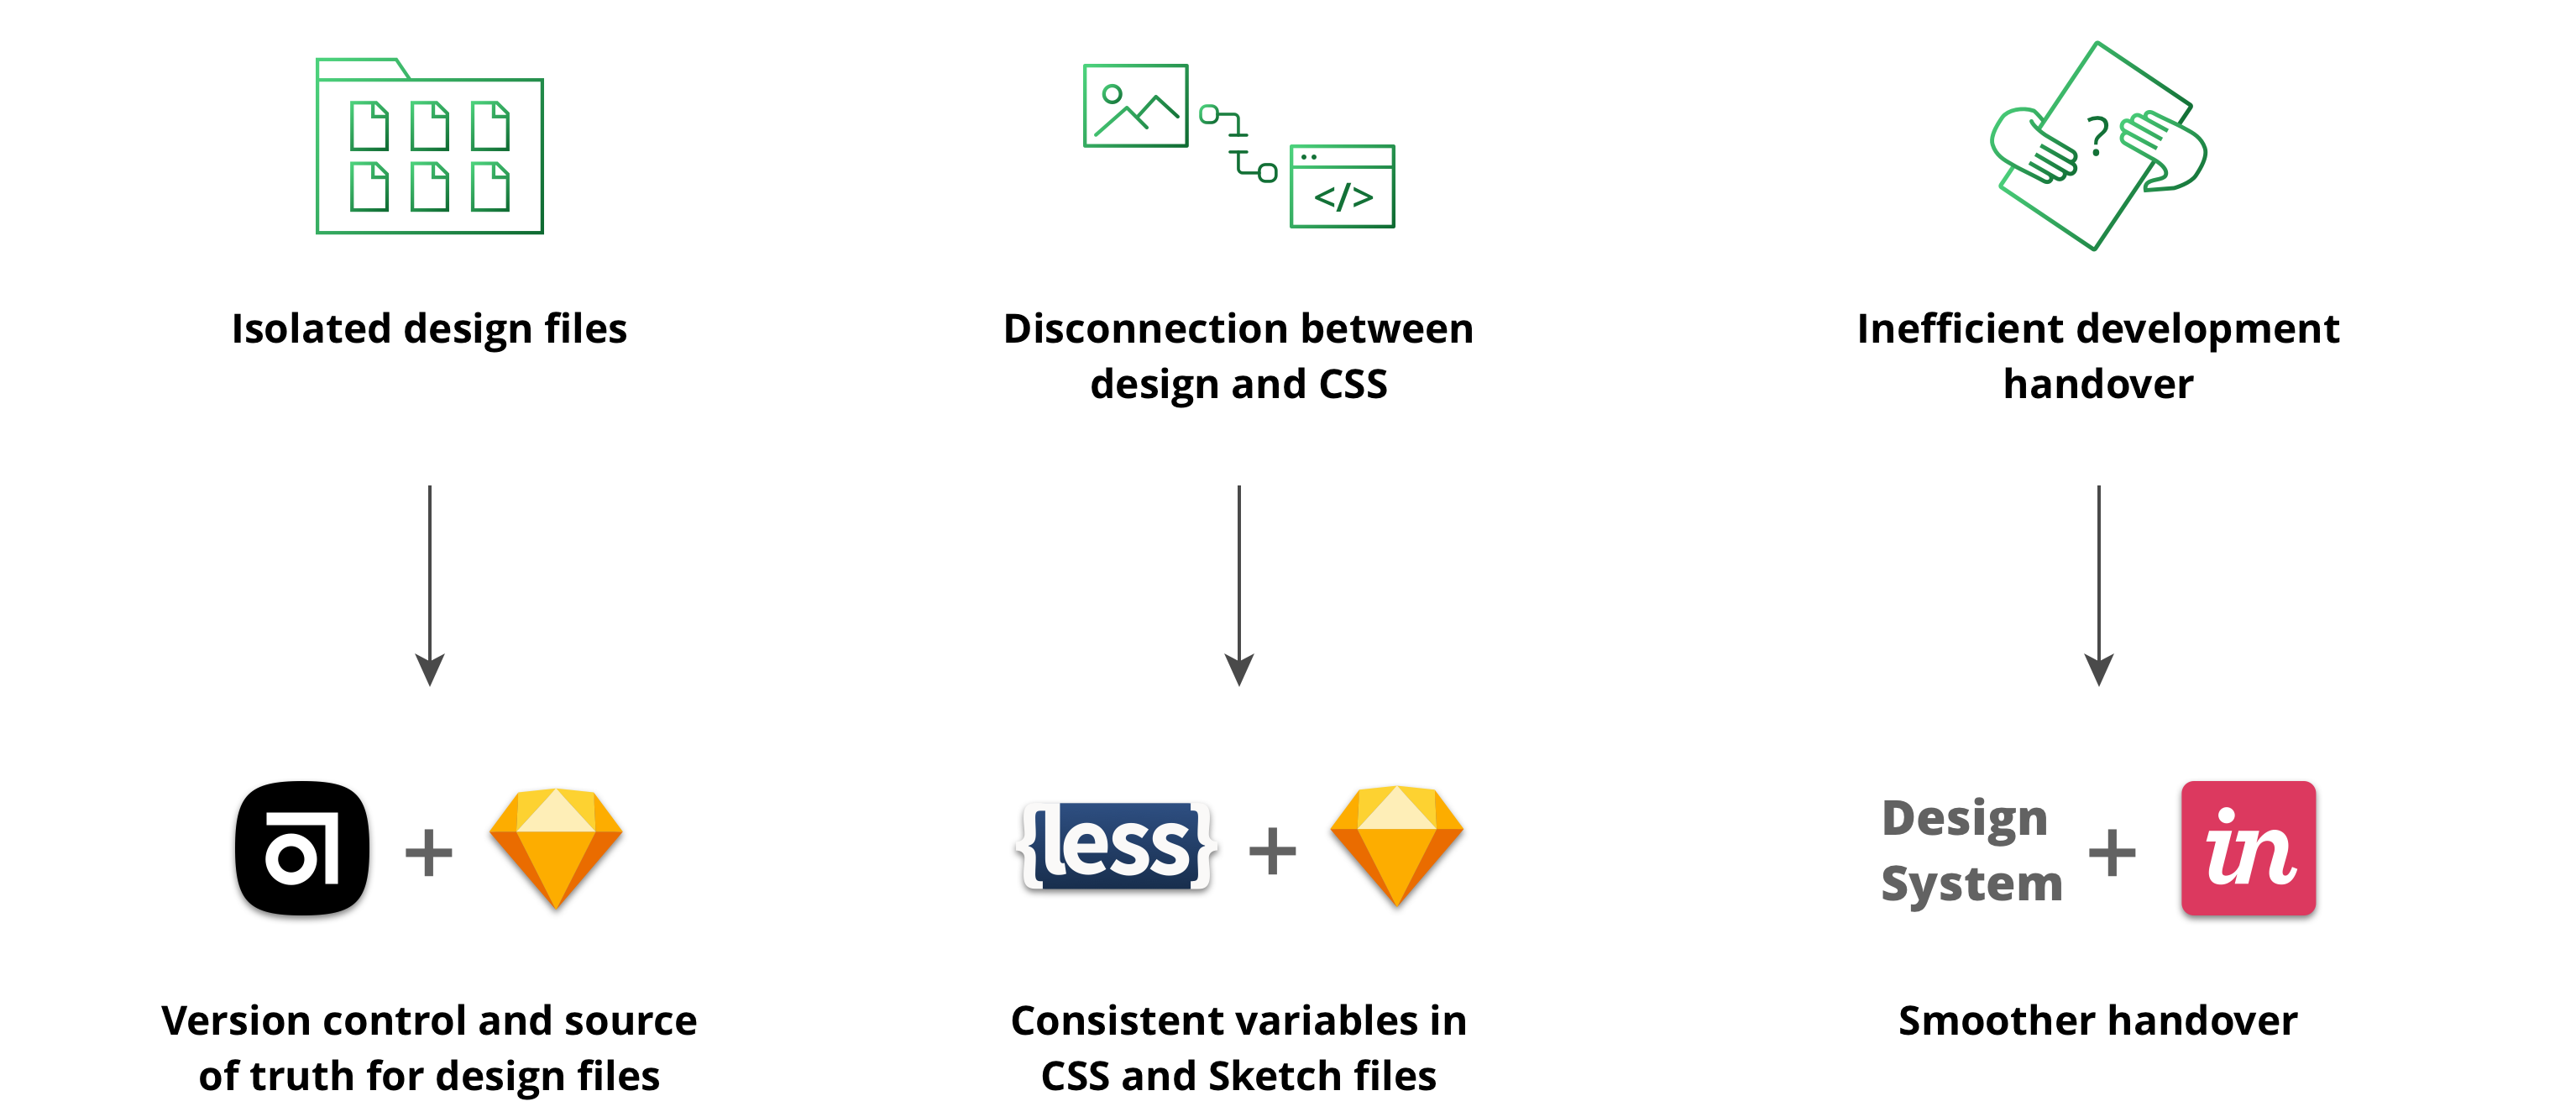 Isolated design files
</>
Disconnection between
design and CSS
?
Inefficient development
handover
+
Version control and source
of truth for design files
{less}
+
Consistent variables in
CSS and Sketch files
Design
System
+
in
Smoother handover